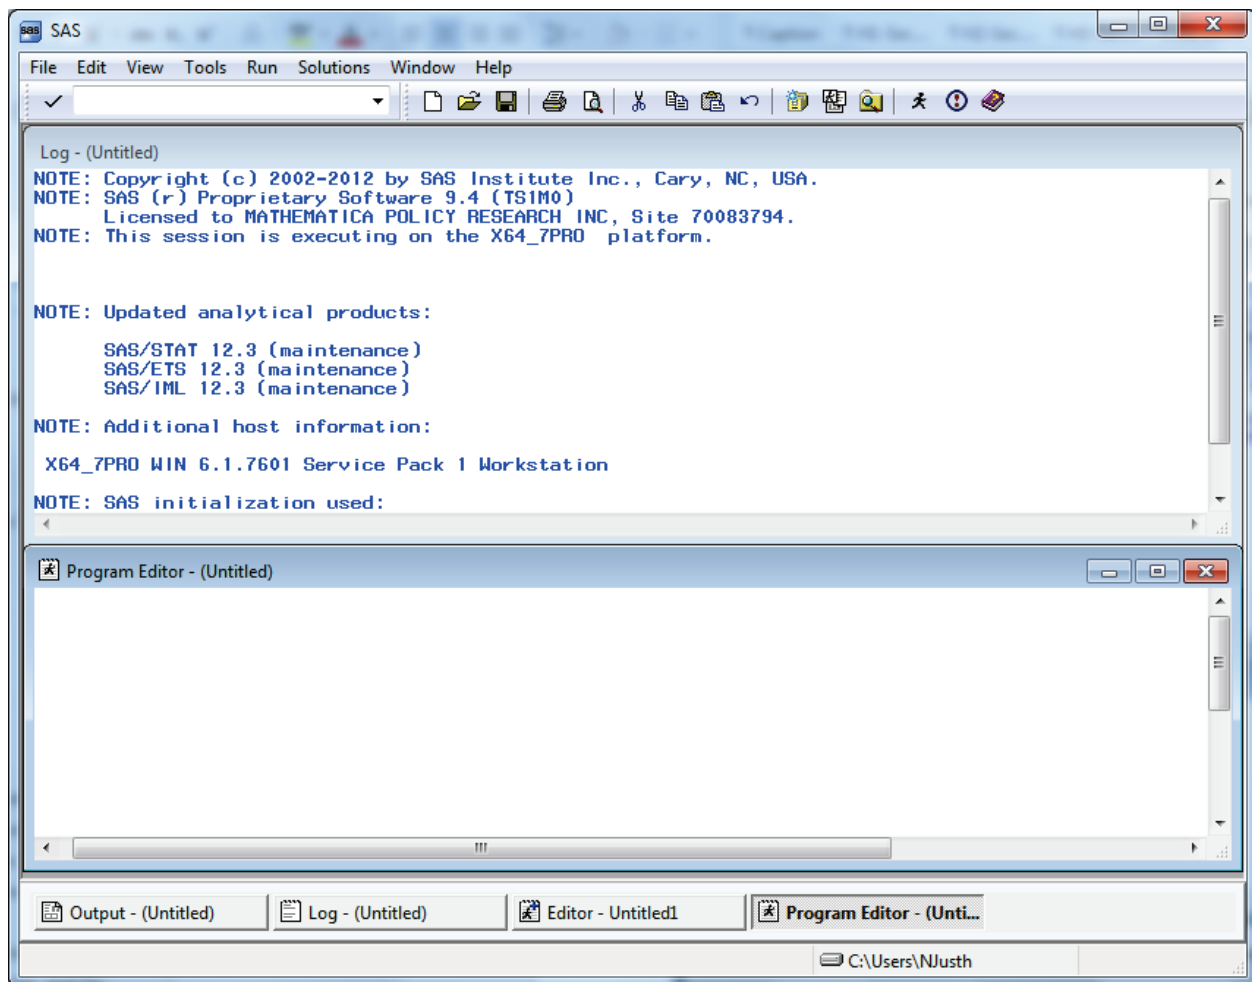 SAS
File Edit View Tools Run Solutions Window Help
Log - (Untitled)
NOTE: Copyright (c) 2002-2012 by SAS Institute Inc., Cary, NC, USA.
NOTE: SAS (r) Proprietary Software 9.4 (TS1M0)
Licensed to MATHEMATICA POLICY RESEARCH INC, Site 70083794.
NOTE: This session is executing on the X64_7PRO platform.
NOTE: Updated analytical products:
SAS/STAT 12.3 (maintenance)
SAS/ETS 12.3 (maintenance)
SAS/IML 12.3 (maintenance)
NOTE: Additional host information:
X64_7PRO WIN 6.1.7601 Service Pack 1 Workstation
NOTE: SAS initialization used:
Program Editor - (Untitled)
Output - (Untitled) Log - (Untitled) Editor - Untitled1 Program Editor - (Unti...
C:\Users\NJusth